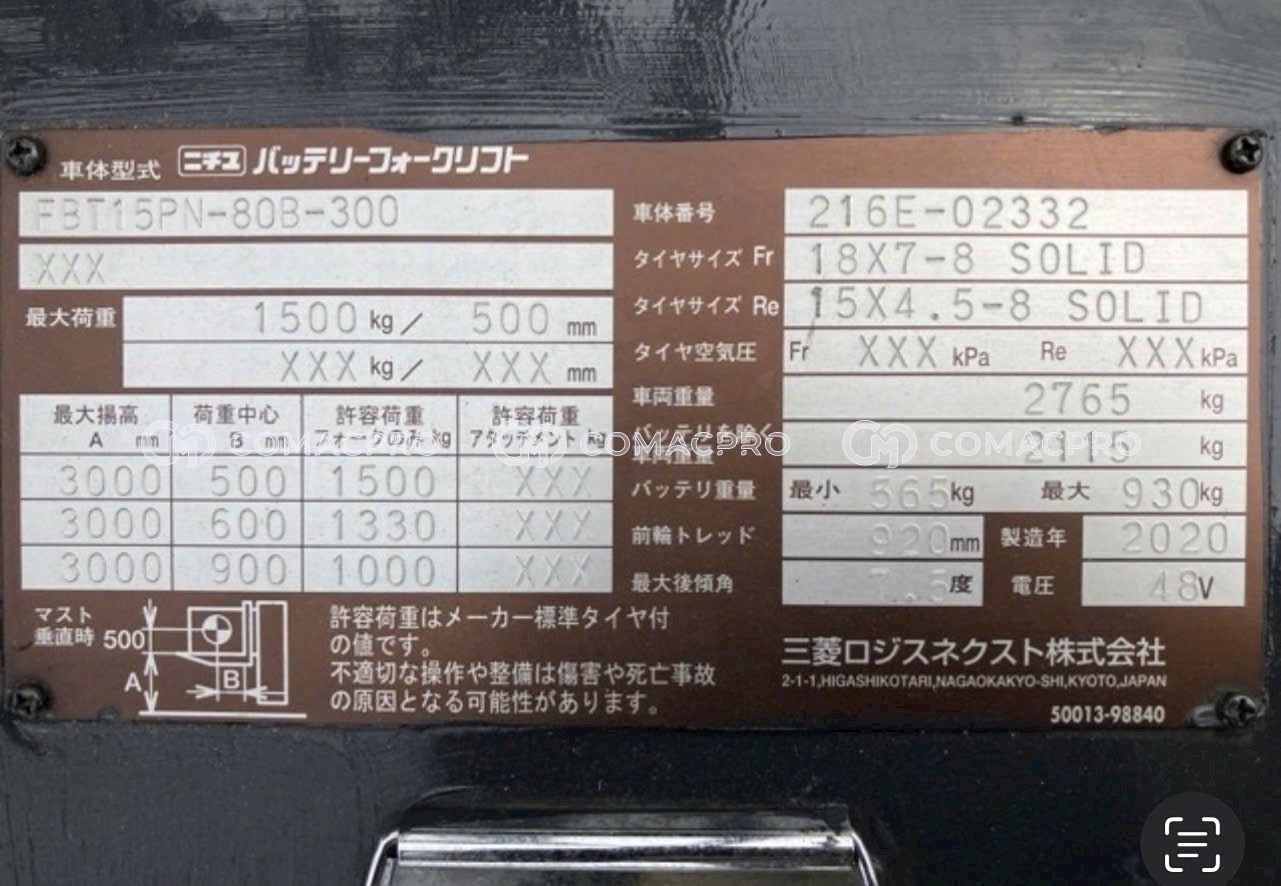 車体型式 ニチユ バッテリーフォークリフト
FBT15PN-80B-300
XXX
最大荷重 1500 kg / 500 mm
XXX kg / XXX mm
最大揚高 A mm 荷重中心 B mm 許容荷重 フォークのみ kg 許容荷重 アタッチメント kg
3000 500 1500 XXX
3000 600 1330 XXX
3000 900 1000 XXX
マスト
垂直時 500
A B
許容荷重はメーカー標準タイヤ付
の値です。
不適切な操作や整備は傷害や死亡事故
の原因となる可能性があります。
車体番号 216E-02332
タイヤサイズ Fr 18X7-8 SOLID
タイヤサイズ Re 15X4.5-8 SOLID
タイヤ空気圧 Fr XXX kPa Re XXX kPa
車両重量 2765 kg
バッテリを除く
車両重量 2115 kg
バッテリ重量 最小 565 kg 最大 930 kg
前輪トレッド 920 mm 製造年 2020
最大後傾角 7.5 度 電圧 48 V
三菱ロジスネクスト株式会社
2-1-1,HIGASHIKOTARI,NAGAOKAKYO-SHI,KYOTO,JAPAN
50013-98840
COMACPRO COMACPRO COMACPRO